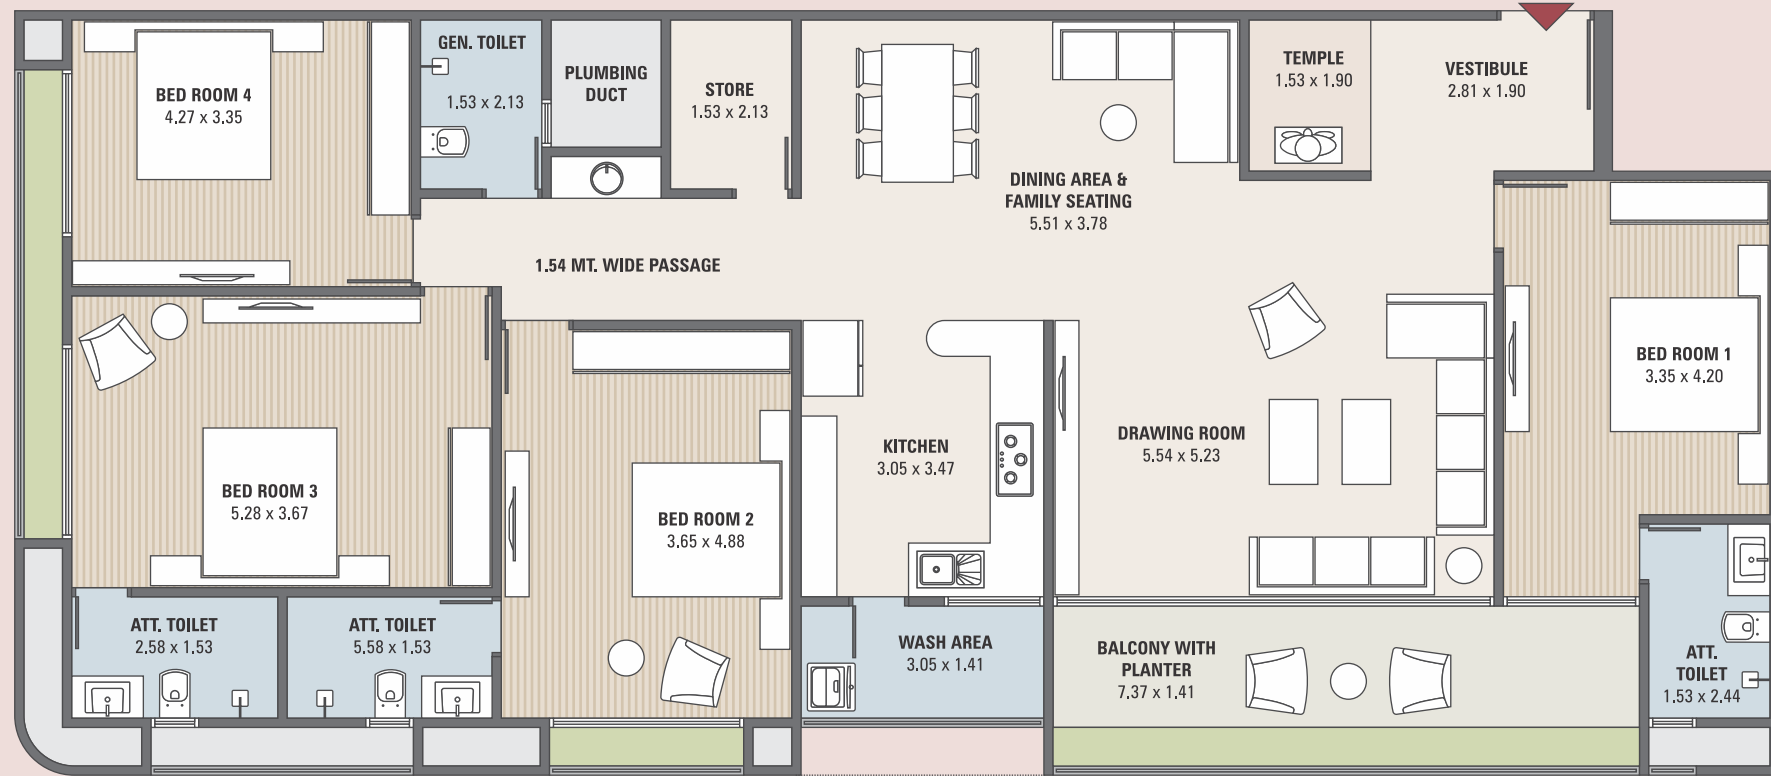 BED ROOM 4
4.27 x 3.35
GEN. TOILET
1.53 x 2.13
PLUMBING
DUCT
STORE
1.53 x 2.13
DINING AREA &
FAMILY SEATING
5.51 x 3.78
TEMPLE
1.53 x 1.90
VESTIBULE
2.81 x 1.90
1.54 MT. WIDE PASSAGE
BED ROOM 1
3.35 x 4.20
BED ROOM 3
5.28 x 3.67
BED ROOM 2
3.65 x 4.88
KITCHEN
3.05 x 3.47
DRAWING ROOM
5.54 x 5.23
ATT. TOILET
2.58 x 1.53
ATT. TOILET
5.58 x 1.53
WASH AREA
3.05 x 1.41
BALCONY WITH
PLANTER
7.37 x 1.41
ATT.
TOILET
1.53 x 2.44